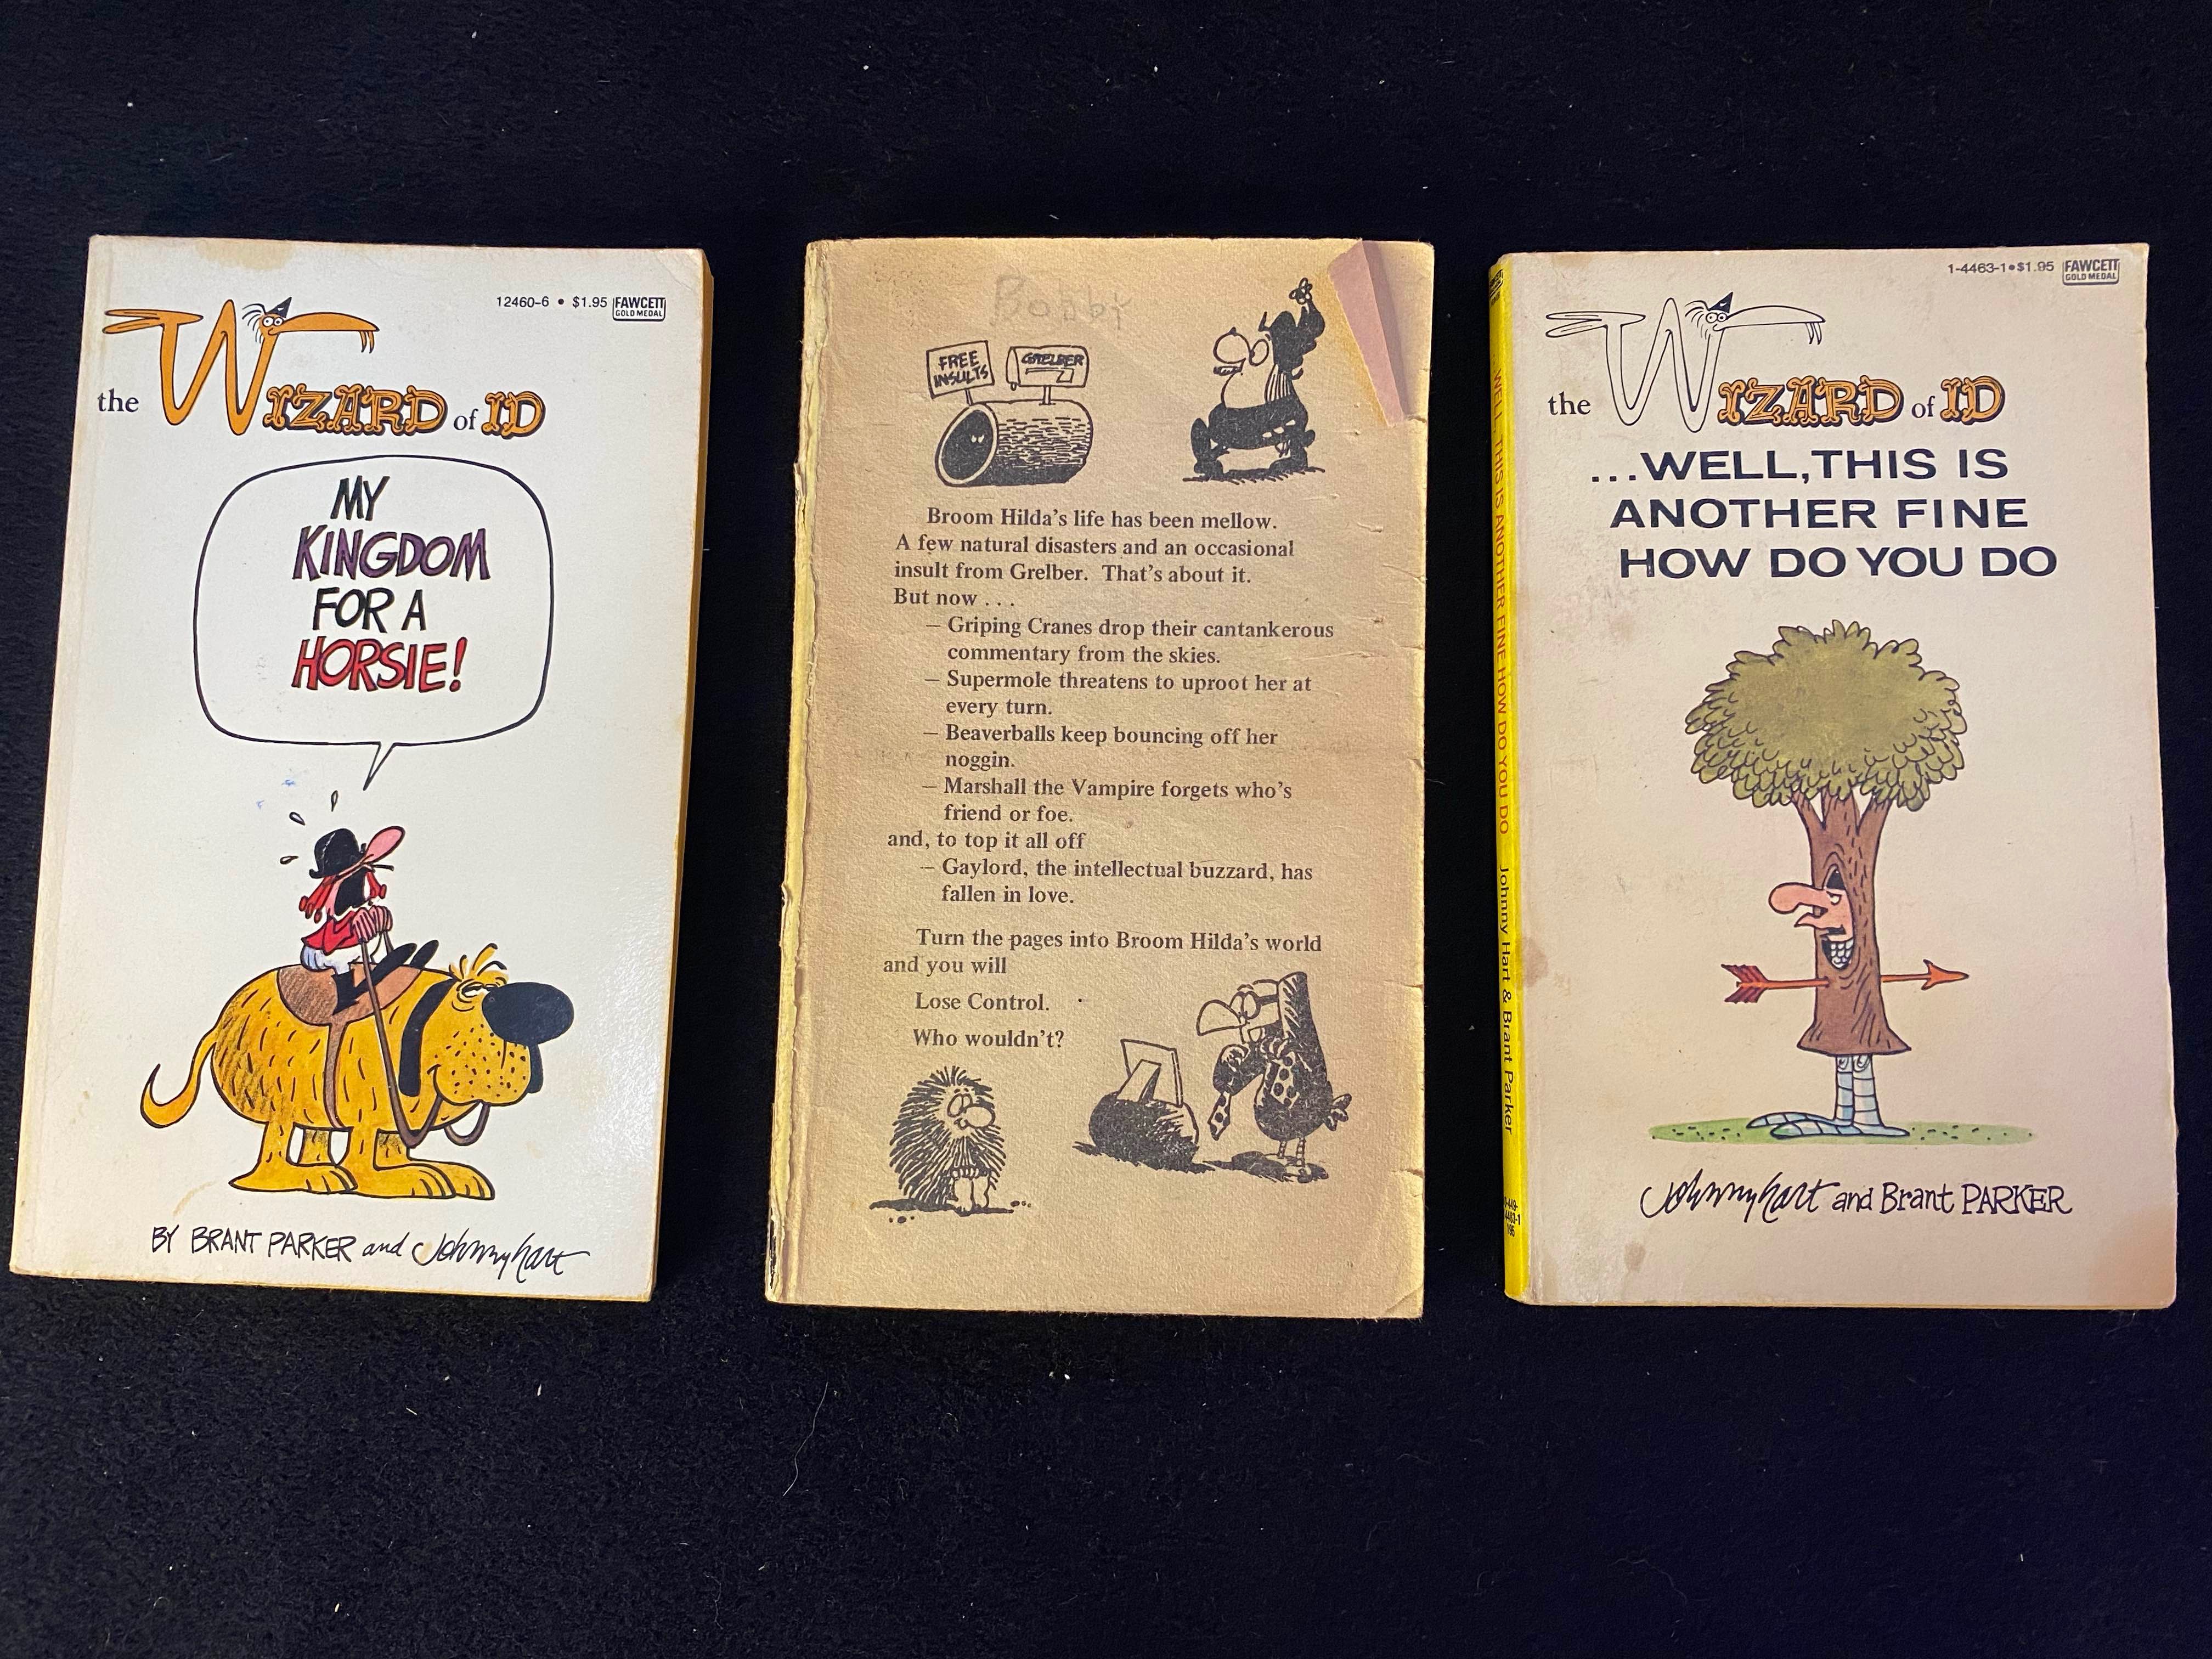 12460-6 • $1.95 FAWCETT
GOLD MEDAL
the WIZARD of ID
MY
KINGDOM
FOR A
HORSIE!
BY BRANT PARKER and Johnny hart
FREE
INSULTS
GRELBER
Broom Hilda's life has been mellow.
A few natural disasters and an occasional
insult from Grelber. That's about it.
But now . . .
— Griping Cranes drop their cantankerous
commentary from the skies.
— Supermole threatens to uproot her at
every turn.
— Beaverballs keep bouncing off her
noggin.
— Marshall the Vampire forgets who's
friend or foe.
and, to top it all off
— Gaylord, the intellectual buzzard, has
fallen in love.
Turn the pages into Broom Hilda's world
and you will
Lose Control.
Who wouldn't?
WELL, THIS IS ANOTHER FINE HOW DO YOU DO Johnny Hart & Brant Parker
1-4463-1•$1.95 FAWCETT
GOLD MEDAL
the WIZARD of ID
...WELL,THIS IS
ANOTHER FINE
HOW DO YOU DO
Johnny hart and Brant PARKER